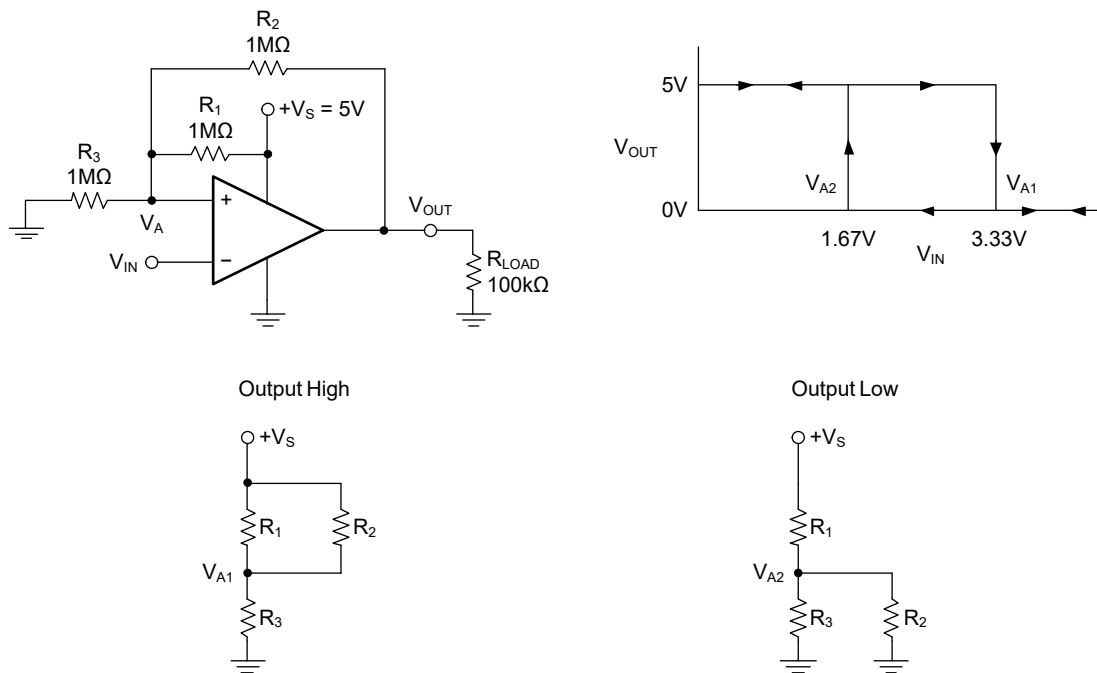 R2
1MΩ
R1
1MΩ
+VS = 5V
R3
1MΩ
VA
+
VIN
−
VOUT
RLOAD
100kΩ
5V
VOUT
0V
VA2
VA1
1.67V
VIN
3.33V
Output High
+VS
R1
R2
VA1
R3
Output Low
+VS
R1
VA2
R3
R2